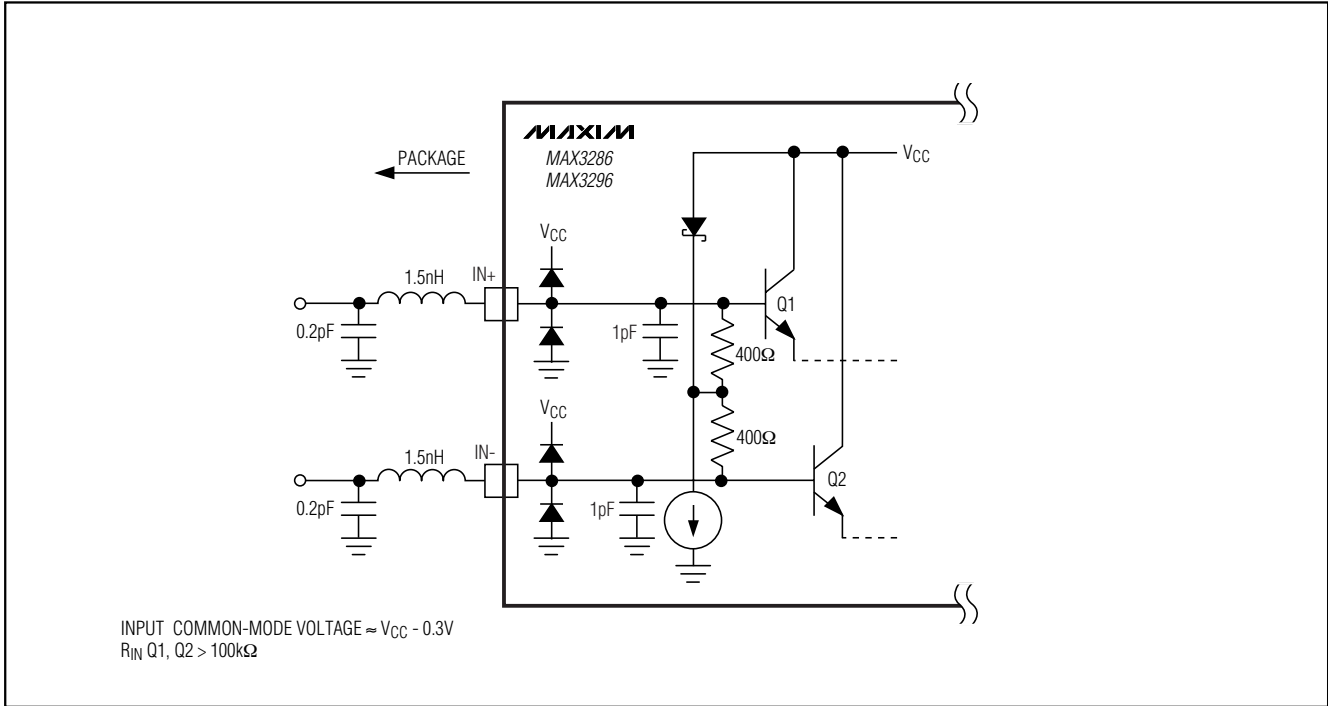 MAXIM
MAX3286
MAX3296
PACKAGE
VCC
VCC
1.5nH
IN+
Q1
0.2pF
1pF
400Ω
VCC
400Ω
1.5nH
IN-
Q2
0.2pF
1pF
INPUT COMMON-MODE VOLTAGE ≈ VCC - 0.3V
RIN Q1, Q2 > 100kΩ